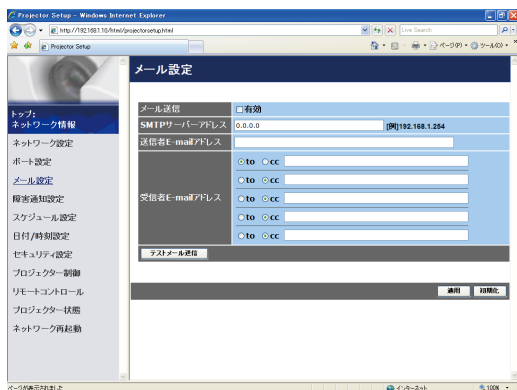 Projector Setup - Windows Internet Explorer
http://192.168.1.10/html/projectorsetup.html
Live Search
Projector Setup
ページ(P)
ツール(O)
メール設定
トップ:
ネットワーク情報
ネットワーク設定
ポート設定
メール設定
障害通知設定
スケジュール設定
日付/時刻設定
セキュリティ設定
プロジェクター制御
リモートコントロール
プロジェクター状態
ネットワーク再起動
メール送信 有効
SMTPサーバーアドレス 0.0.0.0 [例]192.168.1.254
送信者E-mailアドレス
受信者E-mailアドレス
to cc
to cc
to cc
to cc
to cc
テストメール送信
適用 初期化
ページが表示されました
インターネット
100%